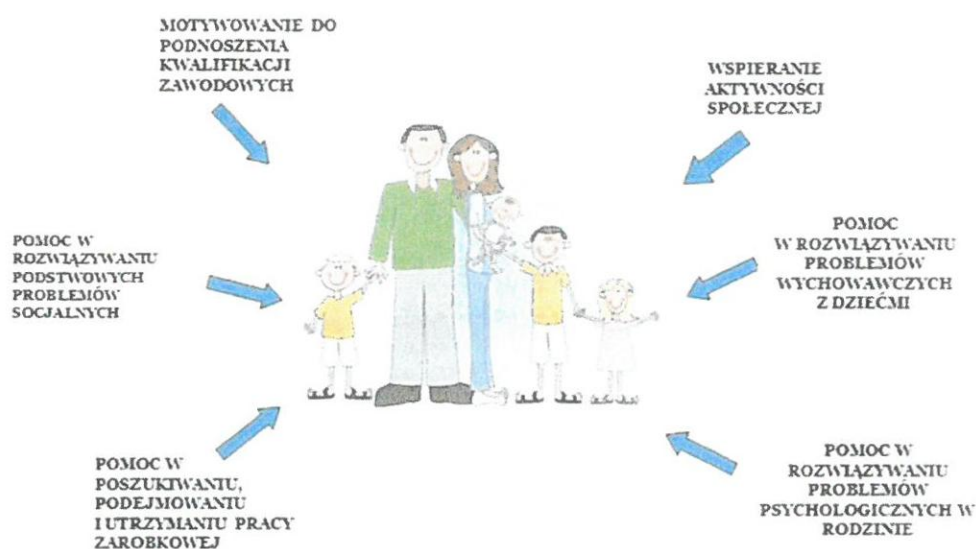 MOTYWOWANIE DO
PODNOSZENIA
KWALIFIKACJI
ZAWODOWYCH
WSPIERANIE
AKTYWNOŚCI
SPOŁECZNEJ
POMOC W
ROZWIĄZYWANIU
PODSTWOWYCH
PROBLEMÓW
SOCJALNYCH
POMOC
W ROZWIĄZYWANIU
PROBLEMÓW
WYCHOWAWCZYCH
Z DZIEĆMI
POMOC W
POSZUKIWANIU,
PODEJMOWANIU
I UTRZYMANIU PRACY
ZAROBKOWEJ
POMOC W
ROZWIĄZYWANIU
PROBLEMÓW
PSYCHOLOGICZNYCH W
RODZINIE